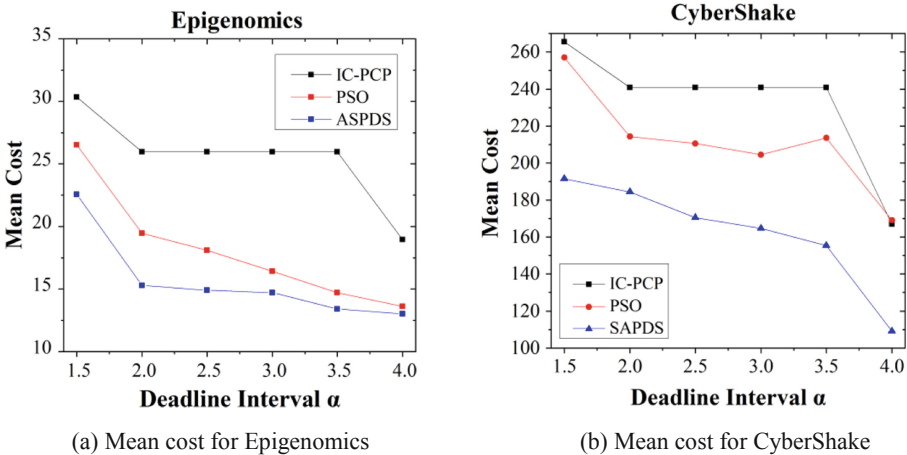 Epigenomics
35
30
25
20
15
10
Mean Cost
IC-PCP
PSO
ASPDS
1.5 2.0 2.5 3.0 3.5 4.0
Deadline Interval α
(a) Mean cost for Epigenomics
CyberShake
260
240
220
200
180
160
140
120
100
Mean Cost
IC-PCP
PSO
SAPDS
1.5 2.0 2.5 3.0 3.5 4.0
Deadline Interval α
(b) Mean cost for CyberShake